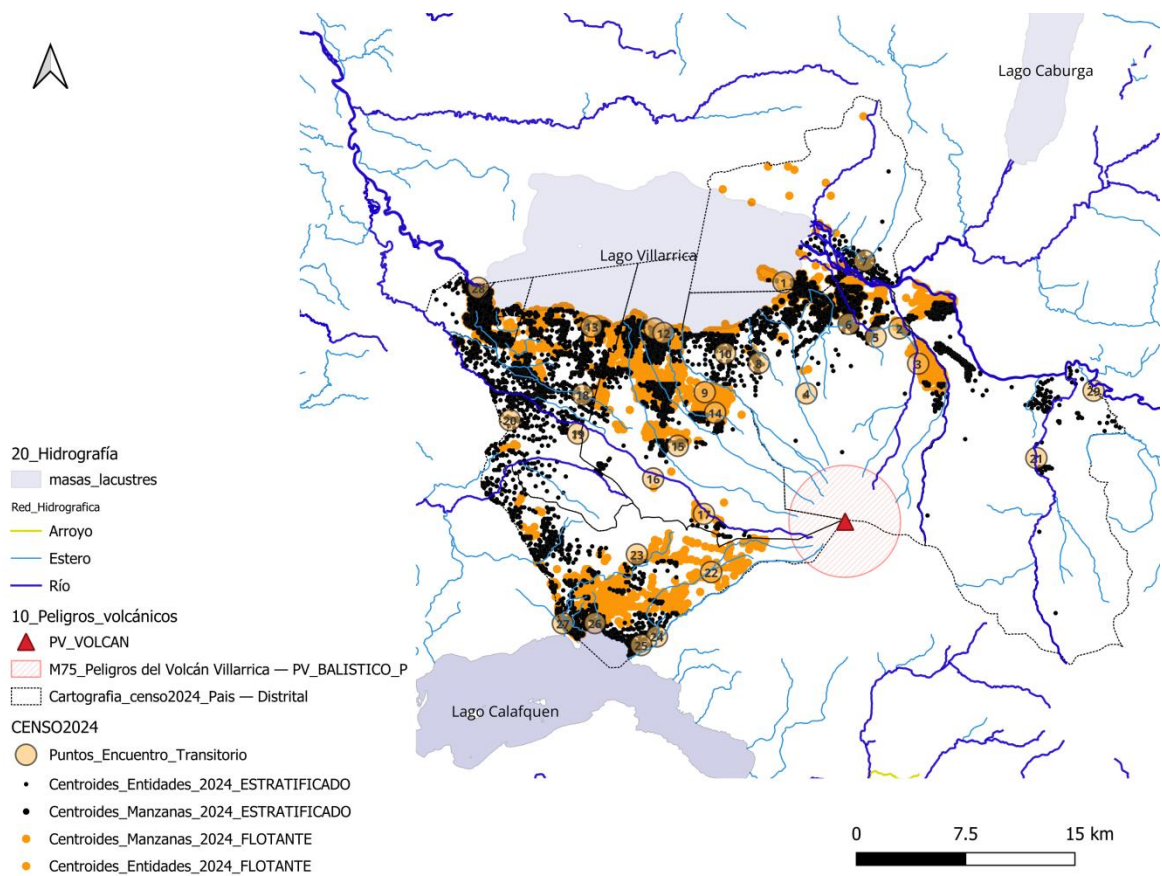 Lago Caburga
Lago Villarrica
7
1
28
13
12
6
5
2
10
8
3
9
4
18
14
29
20
19
15
21
16
17
23
22
27
26
24
25
Lago Calafquen
20_Hidrografía
masas_lacustres
Red_Hidrografica
Arroyo
Estero
Río
10_Peligros_volcánicos
PV_VOLCAN
M75_Peligros del Volcán Villarrica — PV_BALISTICO_P
Cartografia_censo2024_Pais — Distrital
CENSO2024
Puntos_Encuentro_Transitorio
Centroides_Entidades_2024_ESTRATIFICADO
Centroides_Manzanas_2024_ESTRATIFICADO
Centroides_Manzanas_2024_FLOTANTE
Centroides_Entidades_2024_FLOTANTE
0 7.5 15 km